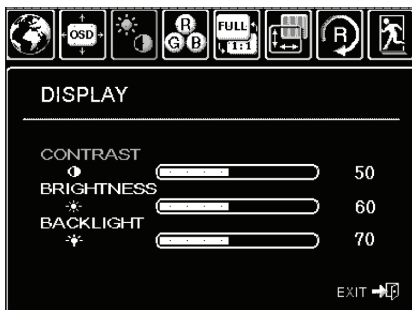 OSD R G B FULL 1:1 R
DISPLAY
CONTRAST
50
BRIGHTNESS
60
BACKLIGHT
70
EXIT